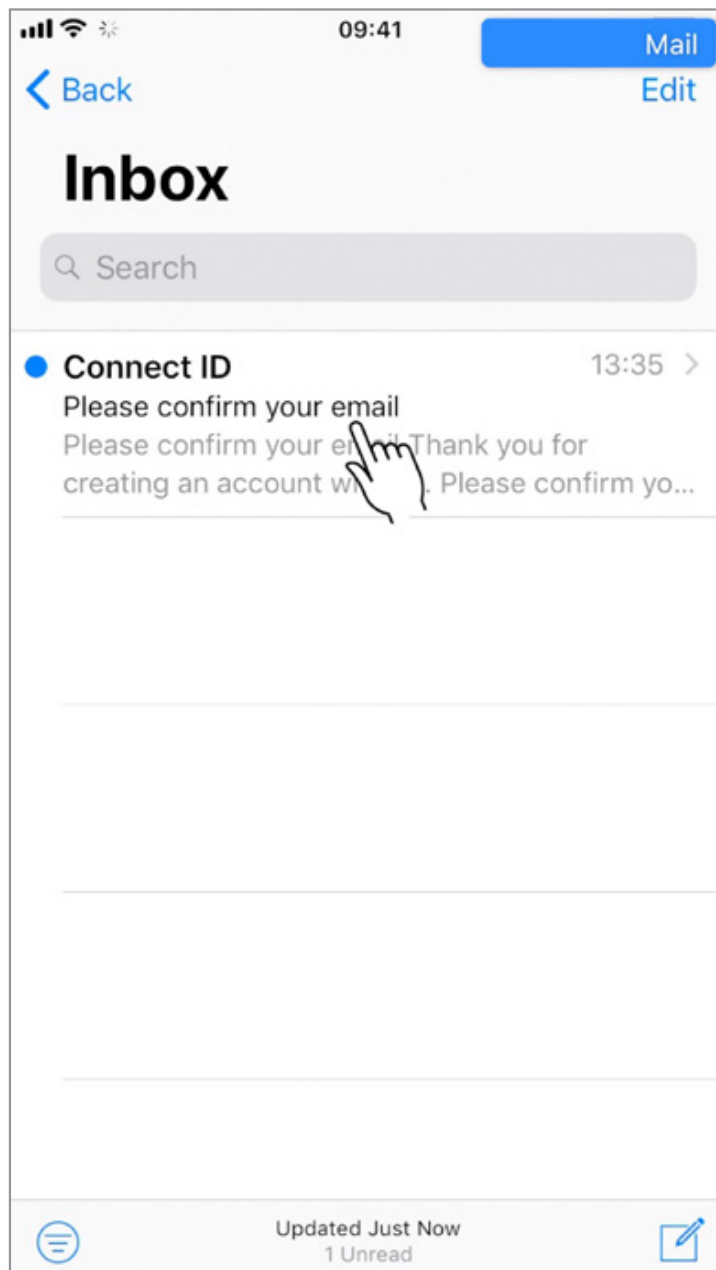 09:41
Mail
Back
Edit
Inbox
Search
Connect ID
13:35
Please confirm your email
Please confirm your Thank you for
creating an account . Please confirm yo...
Updated Just Now
1 Unread